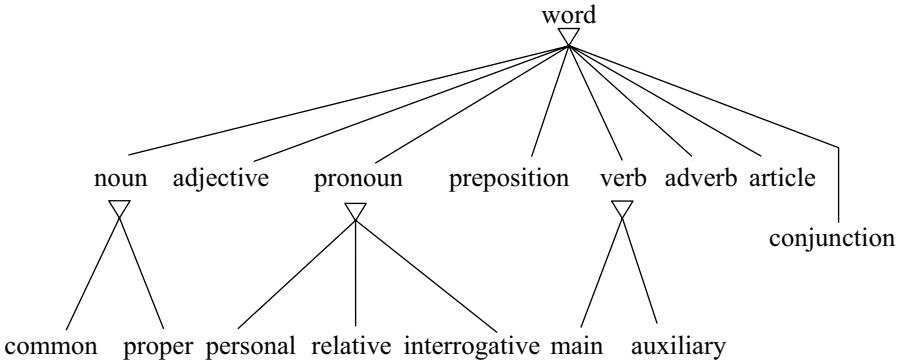 word
noun adjective pronoun preposition verb adverb article
conjunction
common proper personal relative interrogative main auxiliary